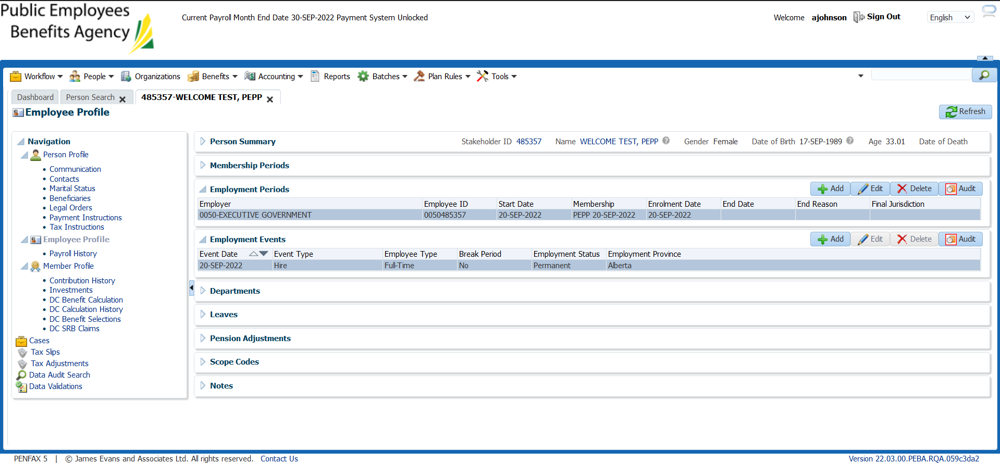 Public Employees
Benefits Agency
Current Payroll Month End Date 30-SEP-2022 Payment System Unlocked
Welcome ajohnson Sign Out English
Workflow People Organizations Benefits Accounting Reports Batches Plan Rules Tools
Dashboard Person Search 485357-WELCOME TEST, PEPP
Employee Profile
Refresh
Navigation
Person Profile
Communication
Contacts
Marital Status
Beneficiaries
Legal Orders
Payment Instructions
Tax Instructions
Employee Profile
Payroll History
Member Profile
Contribution History
Investments
DC Benefit Calculation
DC Calculation History
DC Benefit Selections
DC SRB Claims
Cases
Tax Slips
Tax Adjustments
Data Audit Search
Data Validations
Person Summary Stakeholder ID 485357 Name WELCOME TEST, PEPP Gender Female Date of Birth 17-SEP-1989 Age 33.01 Date of Death
Membership Periods
Employment Periods Add Edit Delete Audit
Employer Employee ID Start Date Membership Enrolment Date End Date End Reason Final Jurisdiction
0050-EXECUTIVE GOVERNMENT 0050485357 20-SEP-2022 PEPP 20-SEP-2022 20-SEP-2022
Employment Events Add Edit Delete Audit
Event Date Event Type Employee Type Break Period Employment Status Employment Province
20-SEP-2022 Hire Full-Time No Permanent Alberta
Departments
Leaves
Pension Adjustments
Scope Codes
Notes
PENFAX 5 | © James Evans and Associates Ltd. All rights reserved. Contact Us Version 22.03.00.PEBA.RQA.059c3da2